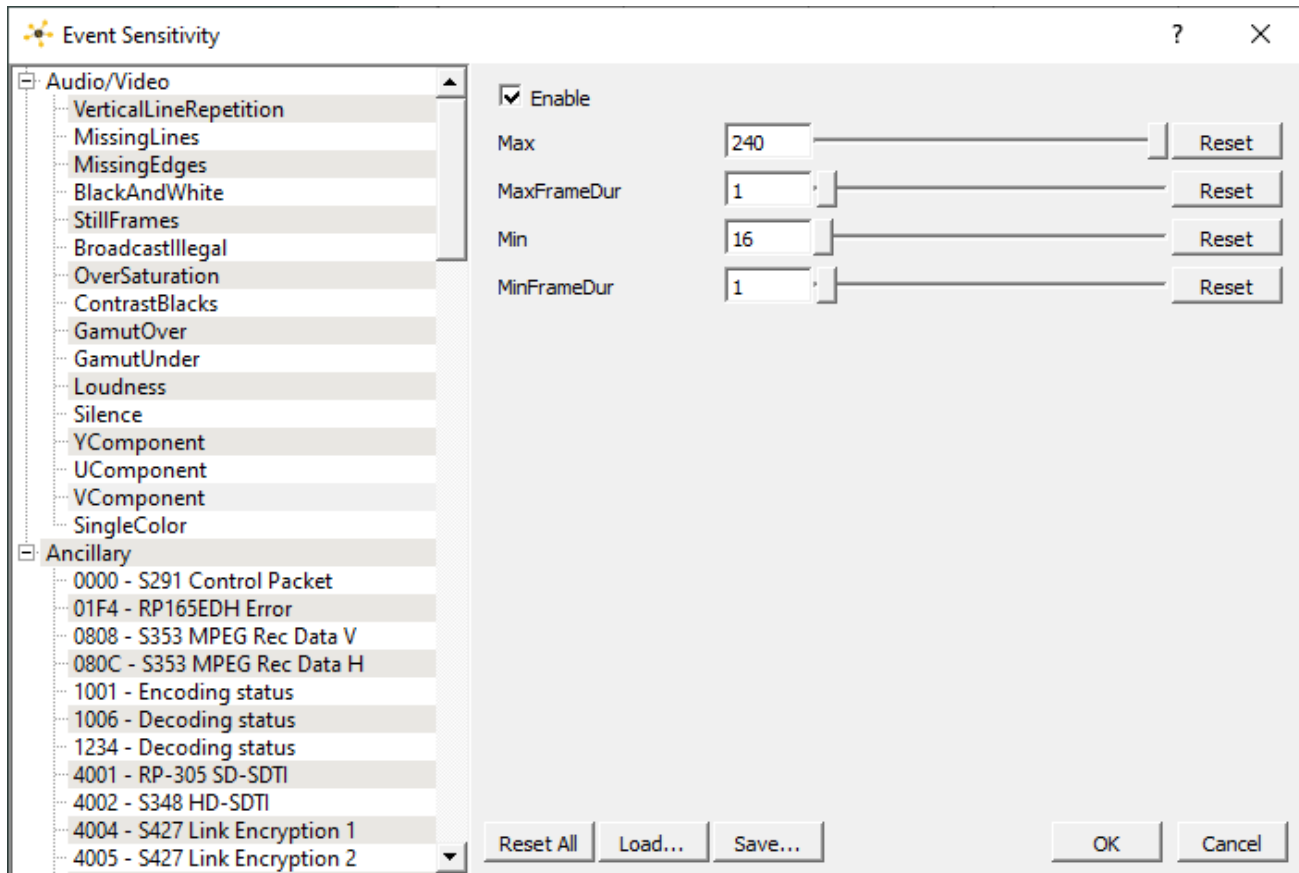 Event Sensitivity
?
Audio/Video
VerticalLineRepetition
MissingLines
MissingEdges
BlackAndWhite
StillFrames
BroadcastIllegal
OverSaturation
ContrastBlacks
GamutOver
GamutUnder
Loudness
Silence
YComponent
UComponent
VComponent
SingleColor
Ancillary
0000 - S291 Control Packet
01F4 - RP165EDH Error
0808 - S353 MPEG Rec Data V
080C - S353 MPEG Rec Data H
1001 - Encoding status
1006 - Decoding status
1234 - Decoding status
4001 - RP-305 SD-SDTI
4002 - S348 HD-SDTI
4004 - S427 Link Encryption 1
4005 - S427 Link Encryption 2
Enable
Max 240 Reset
MaxFrameDur 1 Reset
Min 16 Reset
MinFrameDur 1 Reset
Reset All Load... Save... OK Cancel